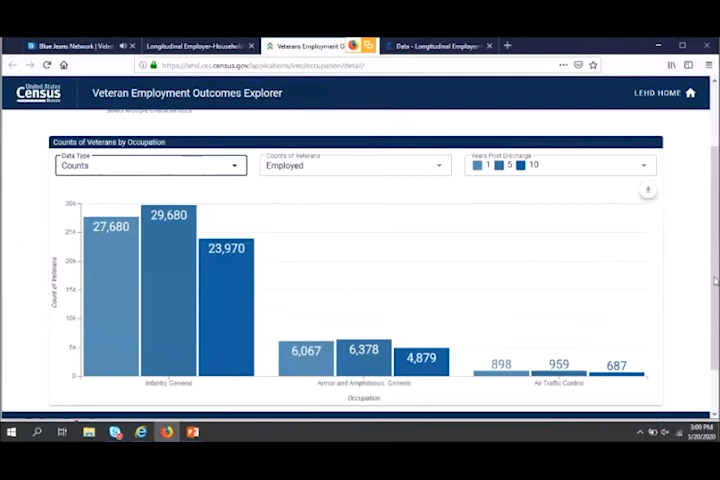 Blue Jeans Network | Video
Longitudinal Employer-Househol
Veterans Employment O
Data - Longitudinal Employer-
https://lehd.ces.census.gov/applications/veo/occupation/detail/
United States
Census
Bureau
Veteran Employment Outcomes Explorer
LEHD HOME
Select Multiple Characteristics
Counts of Veterans by Occupation
Data Type
Counts
Counts of Veterans
Employed
Years Post Discharge
1 5 10
30k
25k
20k
15k
10k
5k
0
Count of Veterans
27,680
29,680
23,970
6,067
6,378
4,879
898
959
687
Infantry General
Armor and Amphibious, General
Air Traffic Control
Occupation
3:09 PM
5/20/2020